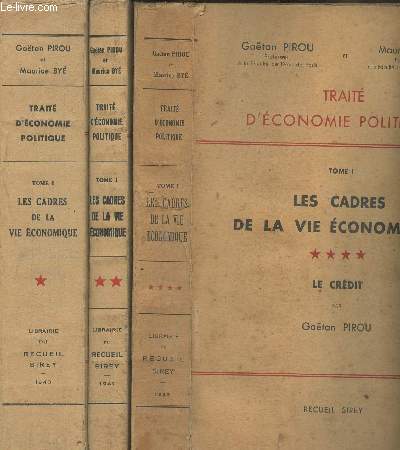 Le-livre.com
Gaëtan PIROU
et
Maurice BYÉ
TRAITÉ
D'ÉCONOMIE
POLITIQUE
TOME I
LES CADRES
DE LA
VIE ÉCONOMIQUE
★
LIBRAIRIE
DU
RECUEIL
SIREY
Gaëtan PIROU
et
Maurice BYÉ
TRAITÉ
D'ÉCONOMIE
POLITIQUE
TOME I
LES CADRES
DE LA VIE
ÉCONOMIQUE
★★
LIBRAIRIE
DU
RECUEIL
SIREY
Gaëtan PIROU
et
Maurice BYÉ
TRAITÉ
D'ÉCONOMIE
POLITIQUE
TOME I
LES CADRES
DE LA VIE
ÉCONOMIQUE
★★★★
LIBRAIRIE
DU
RECUEIL
SIREY
Gaëtan PIROU
et
TRAITÉ
D'ÉCONOMIE POLIT
TOME I
LES CADRES
DE LA VIE ÉCONOM
★★★★
LE CRÉDIT
PAR
Gaëtan PIROU
RECUEIL SIREY